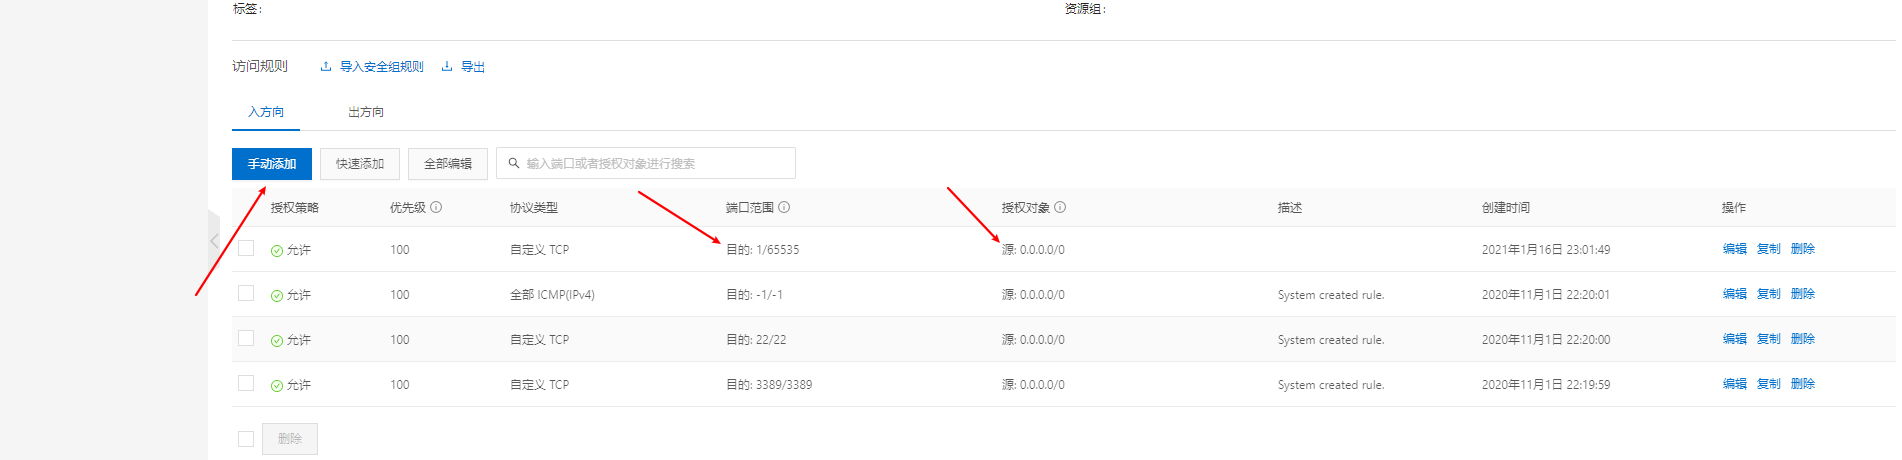 标签： 资源组：
访问规则 导入安全组规则 导出
入方向 出方向
手动添加 快速添加 全部编辑 输入端口或者授权对象进行搜索
授权策略 优先级 协议类型 端口范围 授权对象 描述 创建时间 操作
允许 100 自定义 TCP 目的: 1/65535 源: 0.0.0.0/0 2021年1月16日 23:01:49 编辑 复制 删除
允许 100 全部 ICMP(IPv4) 目的: -1/-1 源: 0.0.0.0/0 System created rule. 2020年11月1日 22:20:01 编辑 复制 删除
允许 100 自定义 TCP 目的: 22/22 源: 0.0.0.0/0 System created rule. 2020年11月1日 22:20:00 编辑 复制 删除
允许 100 自定义 TCP 目的: 3389/3389 源: 0.0.0.0/0 System created rule. 2020年11月1日 22:19:59 编辑 复制 删除
删除